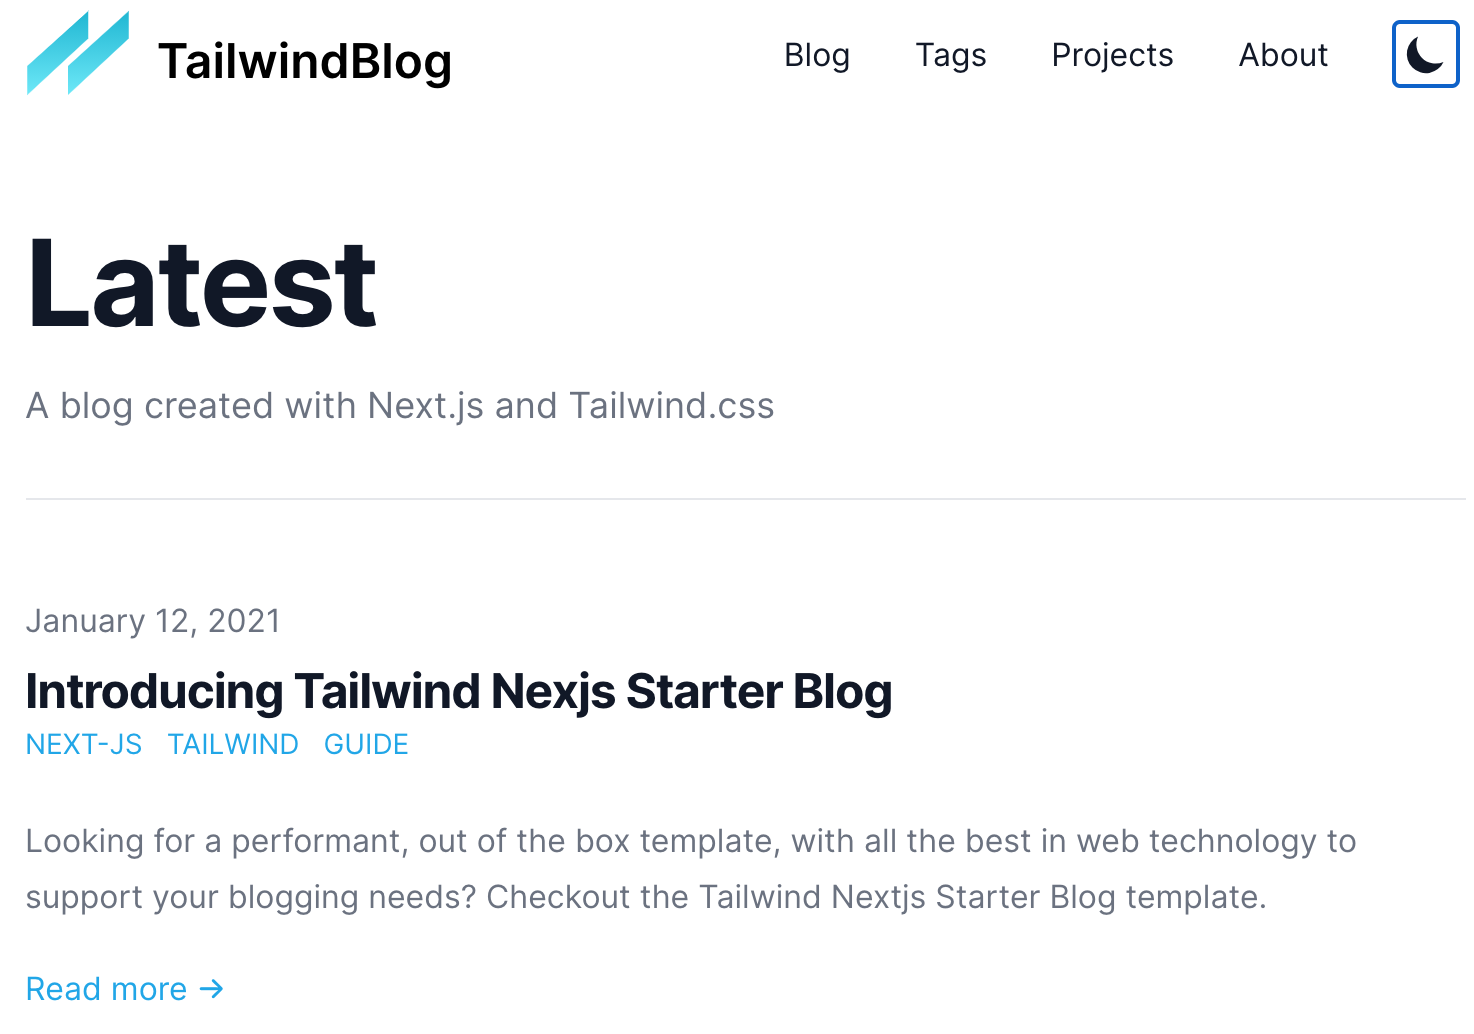 TailwindBlog
Blog Tags Projects About
Latest
A blog created with Next.js and Tailwind.css
January 12, 2021
Introducing Tailwind Nexjs Starter Blog
NEXT-JS TAILWIND GUIDE
Looking for a performant, out of the box template, with all the best in web technology to
support your blogging needs? Checkout the Tailwind Nextjs Starter Blog template.
Read more →